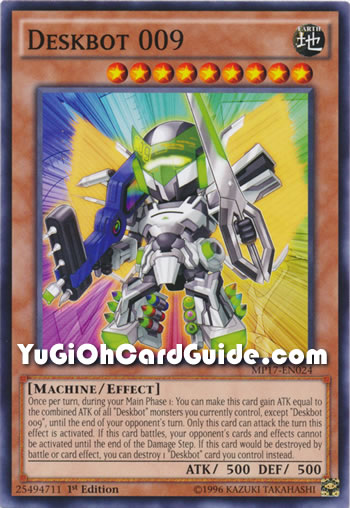 DESKBOT 009
EARTH
地
YuGiOhCardGuide.com
MP17-EN024
[MACHINE/EFFECT]
Once per turn, during your Main Phase 1: You can make this card gain ATK equal to
the combined ATK of all "Deskbot" monsters you currently control, except "Deskbot
009", until the end of your opponent's turn. Only this card can attack the turn this
effect is activated. If this card battles, your opponent's cards and effects cannot
be activated until the end of the Damage Step. If this card would be destroyed by
battle or card effect, you can destroy 1 "Deskbot" card you control instead.
ATK/ 500 DEF/ 500
25494711 1st Edition ©1996 KAZUKI TAKAHASHI